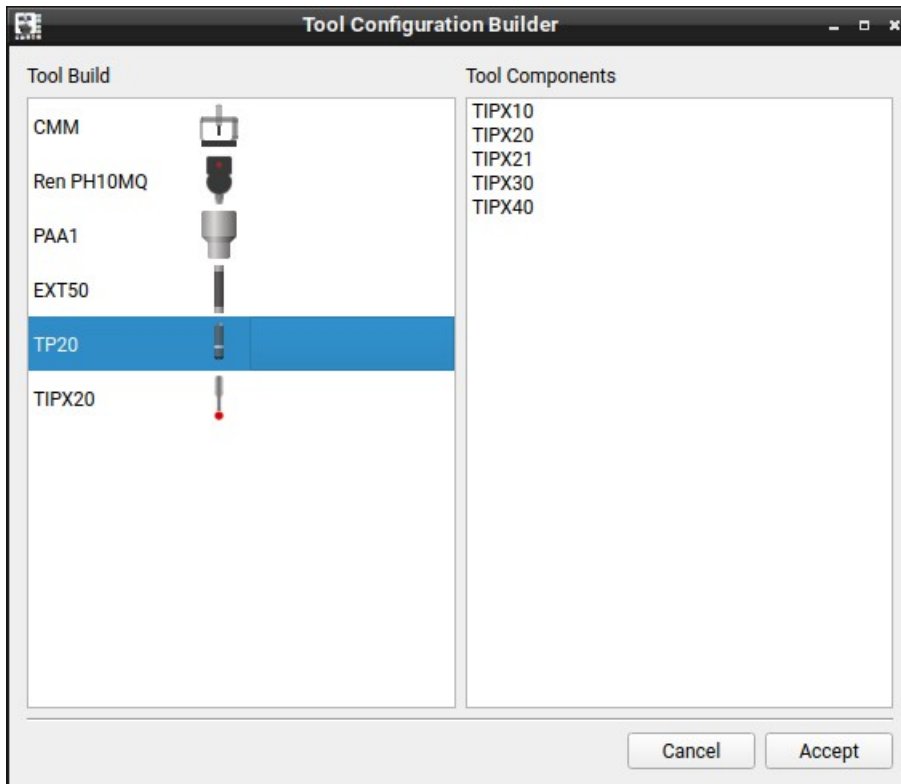 Tool Configuration Builder
Tool Build
Tool Components
CMM
Ren PH10MQ
PAA1
EXT50
TP20
TIPX20
TIPX10
TIPX20
TIPX21
TIPX30
TIPX40
Cancel
Accept